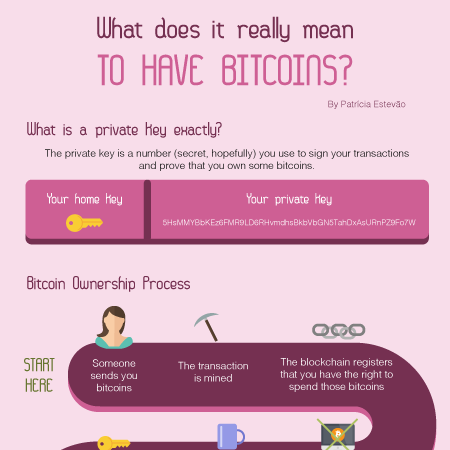 What does it really mean
TO HAVE BITCOINS?
By Patrícia Estevão
What is a private key exactly?
The private key is a number (secret, hopefully) you use to sign your transactions
and prove that you own some bitcoins.
Your home key
Your private key
5HsMMYBbKEz6FMR9LD6RHvmdhsBkbVbGN5TahDxAsURnPZ9Fo7W
Bitcoin Ownership Process
START
HERE
Someone
sends you
bitcoins
The transaction
is mined
The blockchain registers
that you have the right to
spend those bitcoins